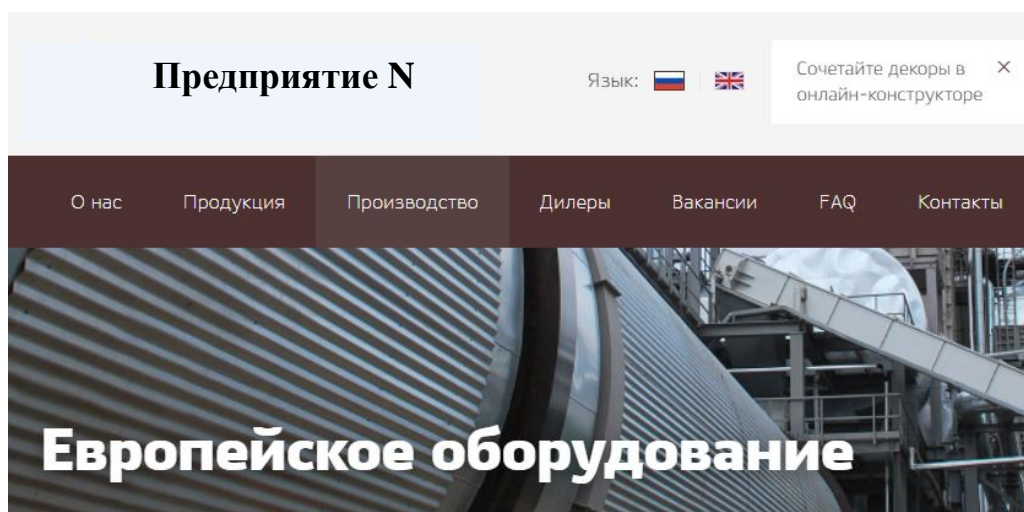 Предприятие N
Язык:
Сочетайте декоры в
онлайн-конструкторе
О нас Продукция Производство Дилеры Вакансии FAQ Контакты
Европейское оборудование